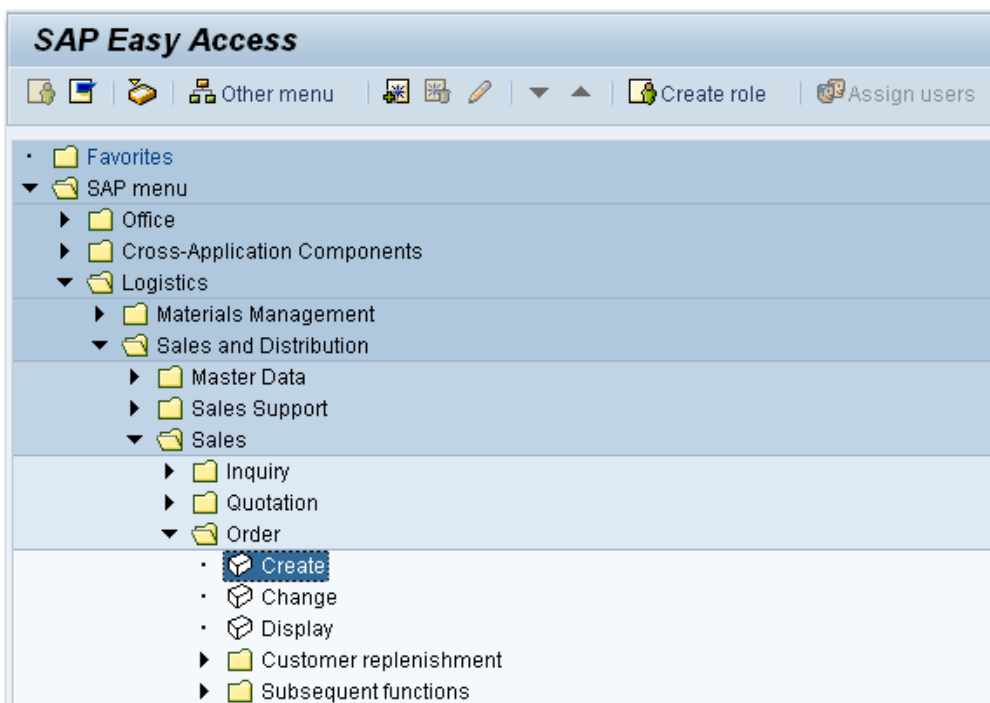 SAP Easy Access
Other menu Create role Assign users
Favorites
SAP menu
Office
Cross-Application Components
Logistics
Materials Management
Sales and Distribution
Master Data
Sales Support
Sales
Inquiry
Quotation
Order
Create
Change
Display
Customer replenishment
Subsequent functions